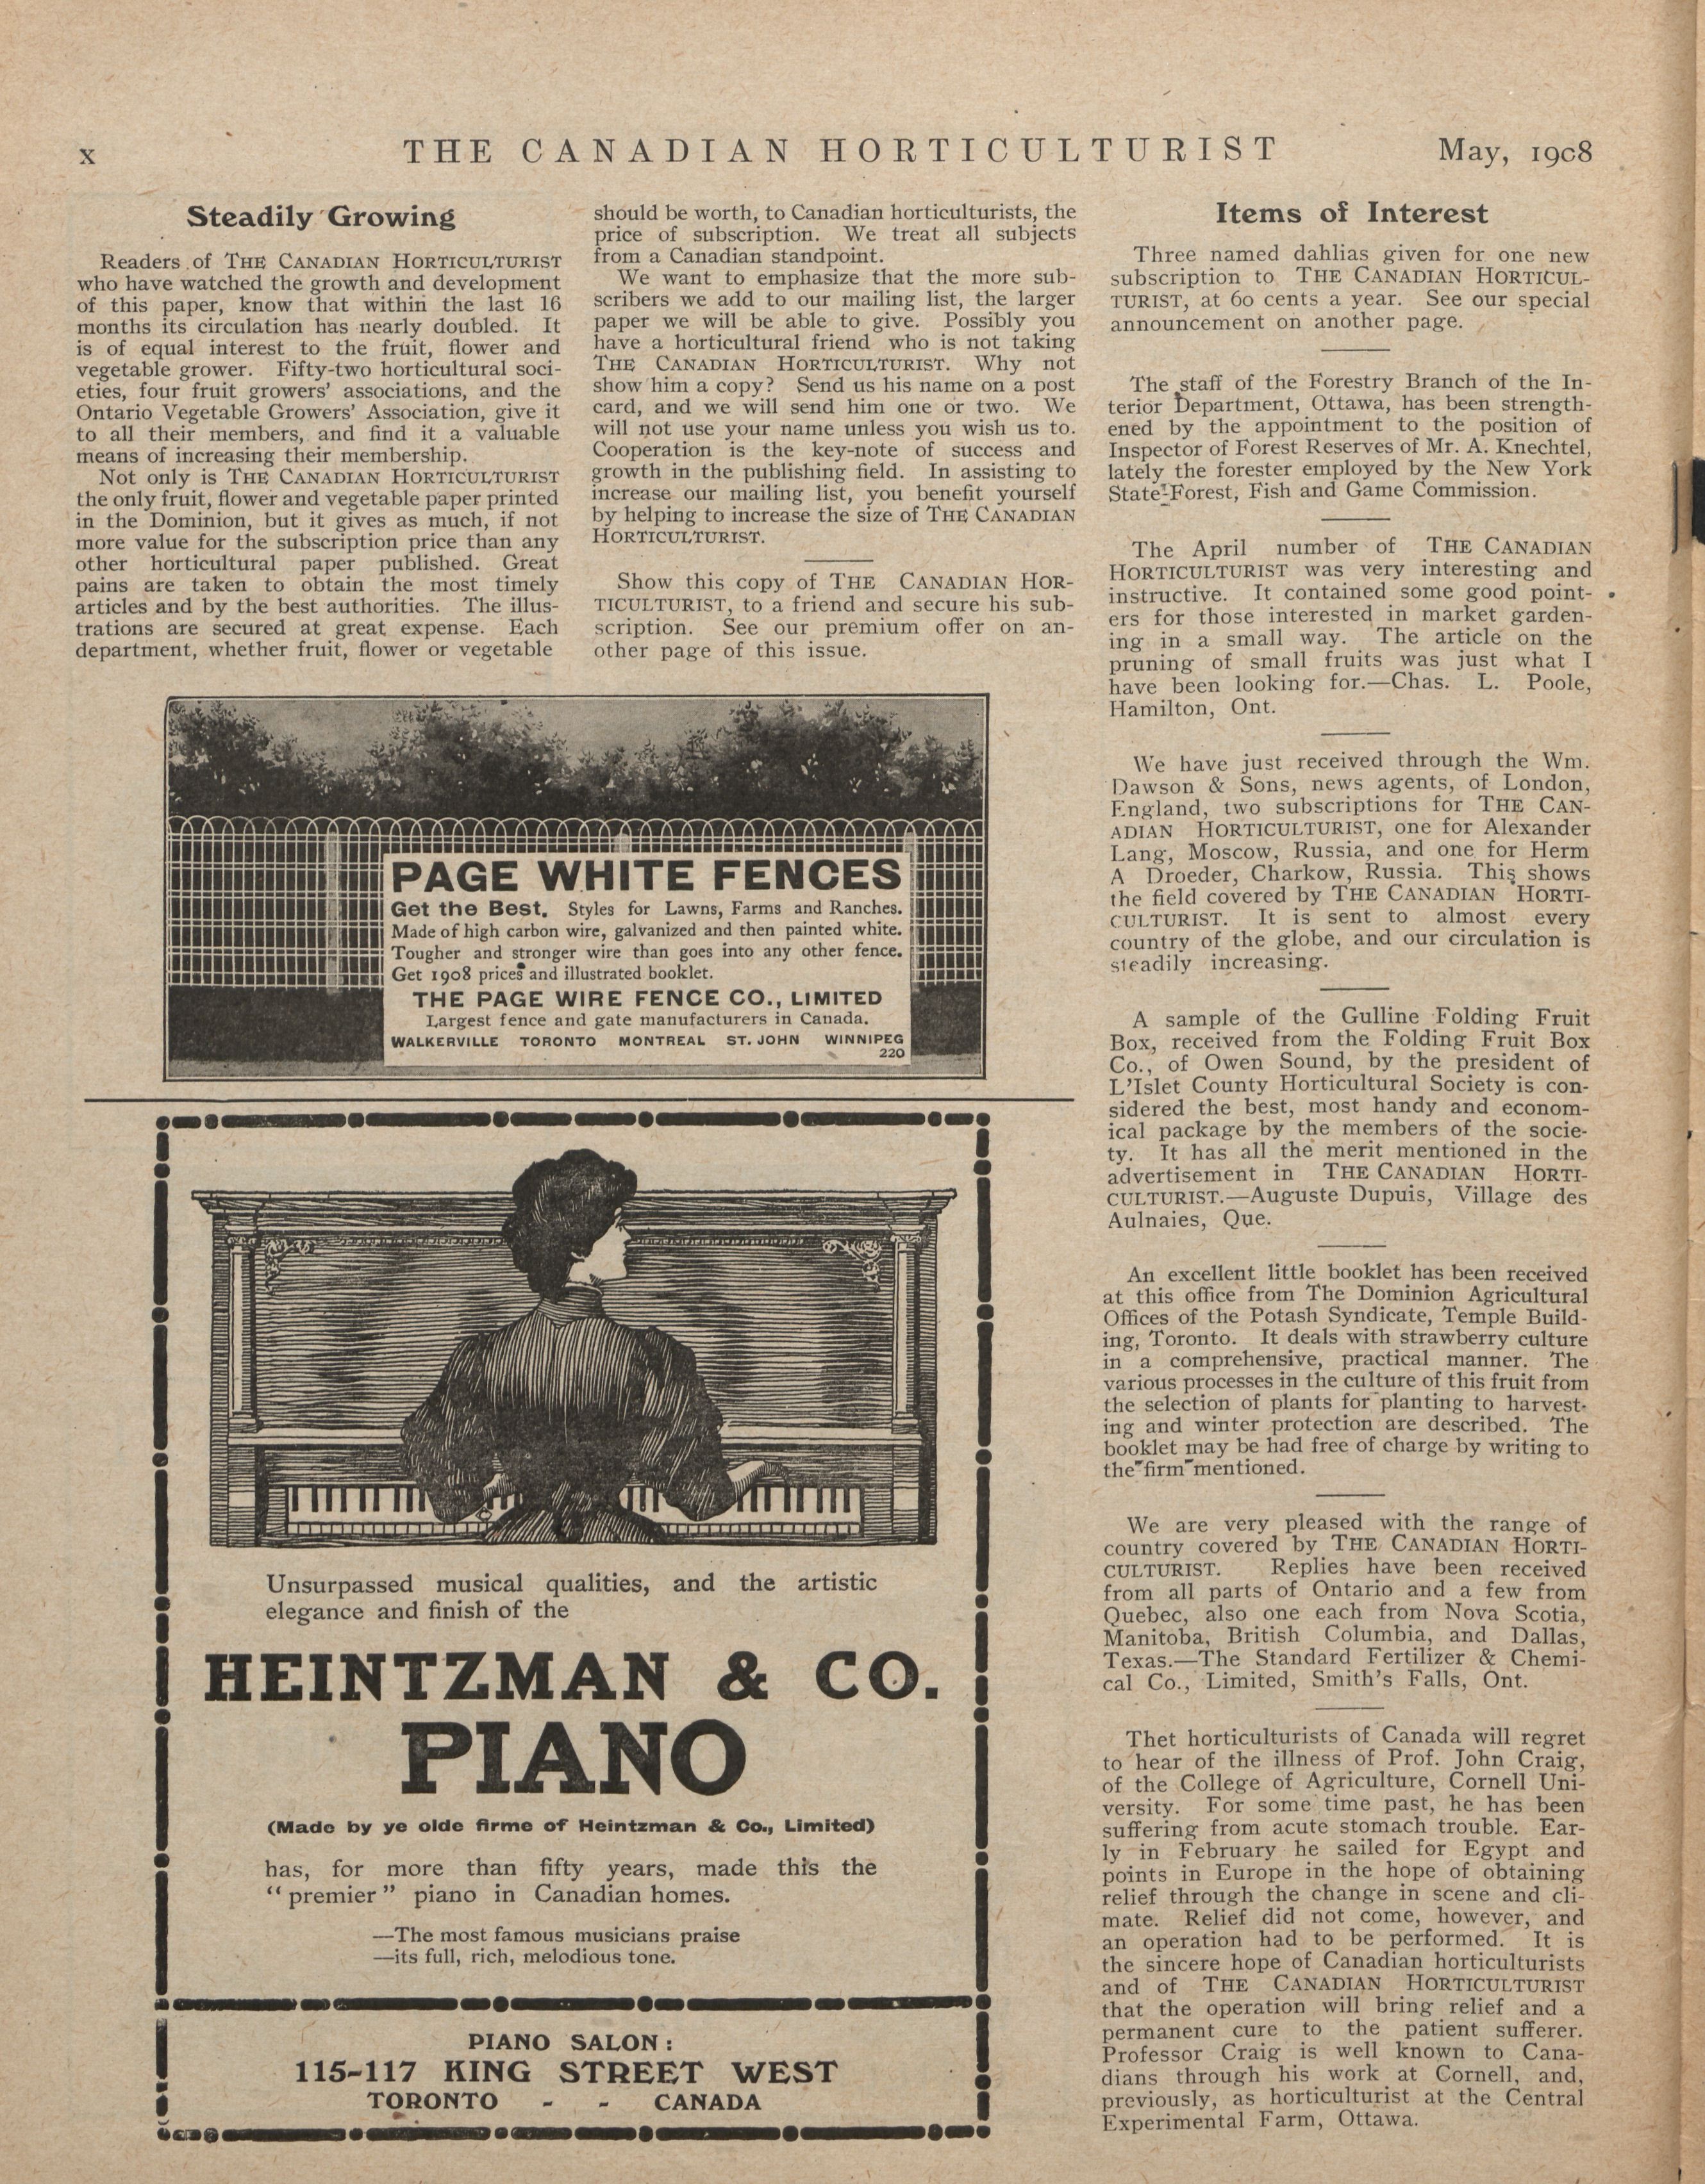 x
THE CANADIAN HORTICULTURIST
May, 1908
Steadily Growing
Readers of THE CANADIAN HORTICULTURIST
who have watched the growth and development
of this paper, know that within the last 16
months its circulation has nearly doubled. It
is of equal interest to the fruit, flower and
vegetable grower. Fifty-two horticultural soci-
eties, four fruit growers' associations, and the
Ontario Vegetable Growers' Association, give it
to all their members, and find it a valuable
means of increasing their membership.
Not only is THE CANADIAN HORTICULTURIST
the only fruit, flower and vegetable paper printed
in the Dominion, but it gives as much, if not
more value for the subscription price than any
other horticultural paper published. Great
pains are taken to obtain the most timely
articles and by the best authorities. The illus-
trations are secured at great expense. Each
department, whether fruit, flower or vegetable
should be worth, to Canadian horticulturists, the
price of subscription. We treat all subjects
from a Canadian standpoint.
We want to emphasize that the more sub-
scribers we add to our mailing list, the larger
paper we will be able to give. Possibly you
have a horticultural friend who is not taking
THE CANADIAN HORTICULTURIST. Why not
show him a copy? Send us his name on a post
card, and we will send him one or two. We
will not use your name unless you wish us to.
Cooperation is the key-note of success and
growth in the publishing field. In assisting to
increase our mailing list, you benefit yourself
by helping to increase the size of THE CANADIAN
HORTICULTURIST.
Show this copy of THE CANADIAN HOR-
TICULTURIST, to a friend and secure his sub-
scription. See our premium offer on an-
other page of this issue.
PAGE WHITE FENCES
Get the Best. Styles for Lawns, Farms and Ranches.
Made of high carbon wire, galvanized and then painted white.
Tougher and stronger wire than goes into any other fence.
Get 1908 prices and illustrated booklet.
THE PAGE WIRE FENCE CO., LIMITED
Largest fence and gate manufacturers in Canada.
WALKERVILLE TORONTO MONTREAL ST. JOHN WINNIPEG
220
Unsurpassed musical qualities, and the artistic
elegance and finish of the
HEINTZMAN & CO.
PIANO
(Made by ye olde firme of Heintzman & Co., Limited)
has, for more than fifty years, made this the
"premier" piano in Canadian homes.
—The most famous musicians praise
—its full, rich, melodious tone.
PIANO SALON:
115-117 KING STREET WEST
TORONTO - - CANADA
Items of Interest
Three named dahlias given for one new
subscription to THE CANADIAN HORTICUL-
TURIST, at 60 cents a year. See our special
announcement on another page.
The staff of the Forestry Branch of the In-
terior Department, Ottawa, has been strength-
ened by the appointment to the position of
Inspector of Forest Reserves of Mr. A. Knechtel,
lately the forester employed by the New York
State-Forest, Fish and Game Commission.
The April number of THE CANADIAN
HORTICULTURIST was very interesting and
instructive. It contained some good point-
ers for those interested in market garden-
ing in a small way. The article on the
pruning of small fruits was just what I
have been looking for.—Chas. L. Poole,
Hamilton, Ont.
We have just received through the Wm.
Dawson & Sons, news agents, of London,
England, two subscriptions for THE CAN-
ADIAN HORTICULTURIST, one for Alexander
Lang, Moscow, Russia, and one for Herm
A Droeder, Charkow, Russia. This shows
the field covered by THE CANADIAN HORTI-
CULTURIST. It is sent to almost every
country of the globe, and our circulation is
steadily increasing.
A sample of the Gulline Folding Fruit
Box, received from the Folding Fruit Box
Co., of Owen Sound, by the president of
L'Islet County Horticultural Society is con-
sidered the best, most handy and econom-
ical package by the members of the socie-
ty. It has all the merit mentioned in the
advertisement in THE CANADIAN HORTI-
CULTURIST.—Auguste Dupuis, Village des
Aulnaies, Que.
An excellent little booklet has been received
at this office from The Dominion Agricultural
Offices of the Potash Syndicate, Temple Build-
ing, Toronto. It deals with strawberry culture
in a comprehensive, practical manner. The
various processes in the culture of this fruit from
the selection of plants for planting to harvest-
ing and winter protection are described. The
booklet may be had free of charge by writing to
the firm mentioned.
We are very pleased with the range of
country covered by THE CANADIAN HORTI-
CULTURIST. Replies have been received
from all parts of Ontario and a few from
Quebec, also one each from Nova Scotia,
Manitoba, British Columbia, and Dallas,
Texas.—The Standard Fertilizer & Chemi-
cal Co., Limited, Smith's Falls, Ont.
Thet horticulturists of Canada will regret
to hear of the illness of Prof. John Craig,
of the College of Agriculture, Cornell Uni-
versity. For some time past, he has been
suffering from acute stomach trouble. Ear-
ly in February he sailed for Egypt and
points in Europe in the hope of obtaining
relief through the change in scene and cli-
mate. Relief did not come, however, and
an operation had to be performed. It is
the sincere hope of Canadian horticulturists
and of THE CANADIAN HORTICULTURIST
that the operation will bring relief and a
permanent cure to the patient sufferer.
Professor Craig is well known to Cana-
dians through his work at Cornell, and,
previously, as horticulturist at the Central
Experimental Farm, Ottawa.